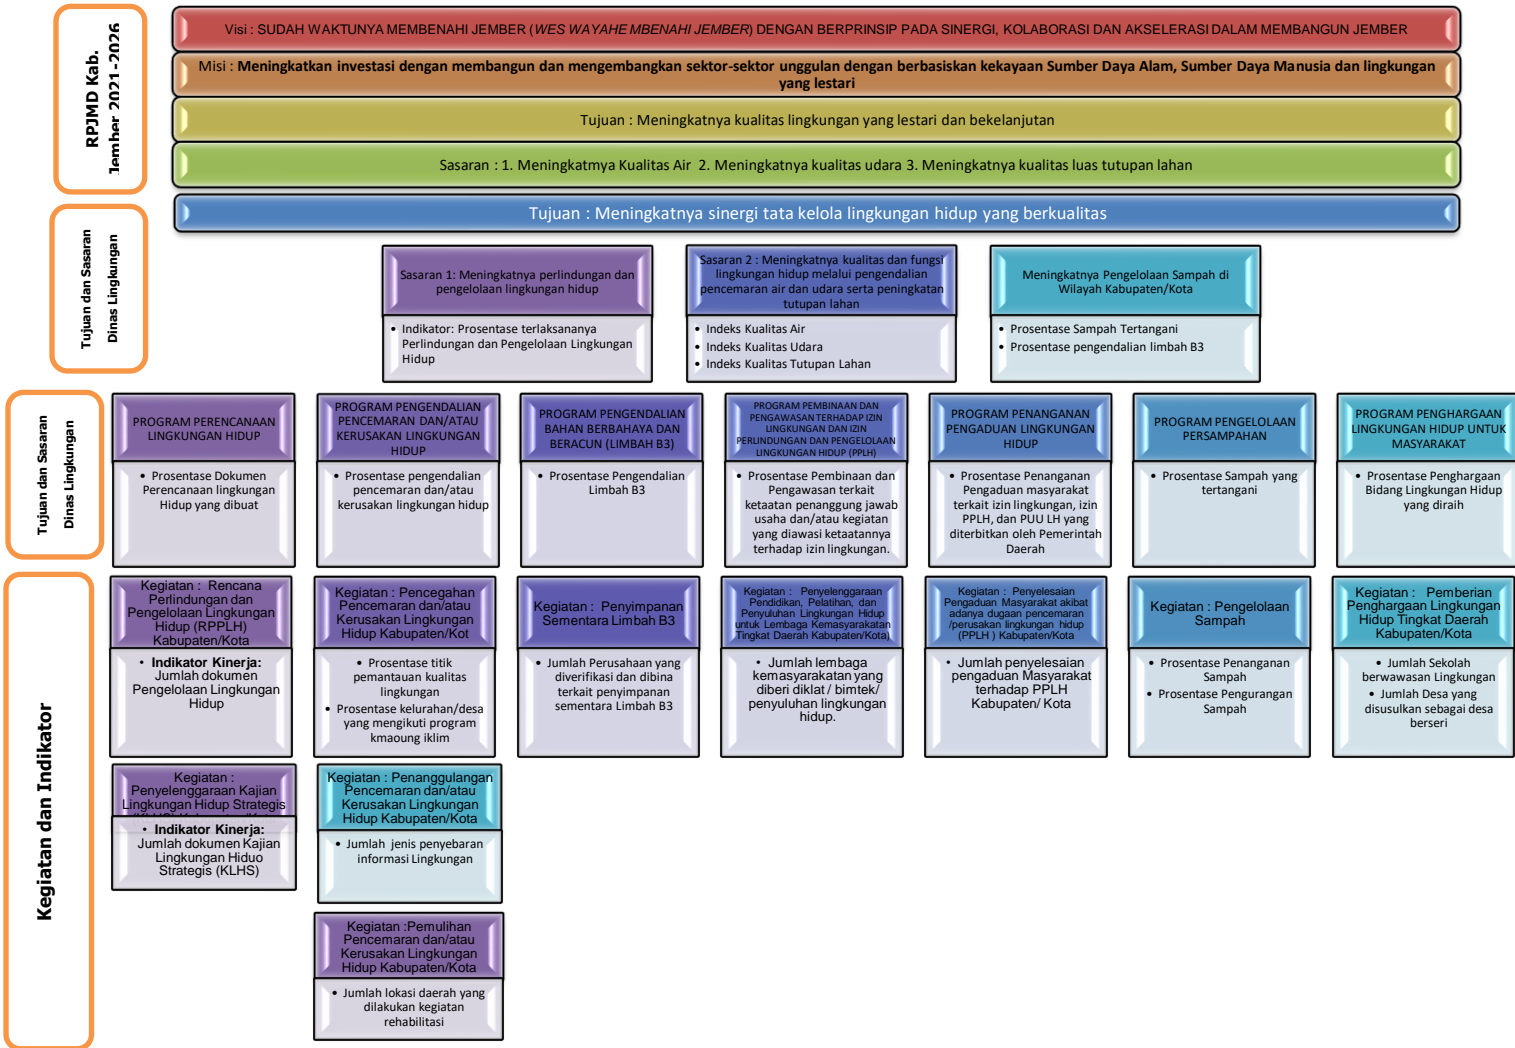 RPJMD Kab.
Jember 2021-2026
Visi : SUDAH WAKTUNYA MEMBENAHI JEMBER (WES WAYAHE MBENAHI JEMBER) DENGAN BERPRINSIP PADA SINERGI, KOLABORASI DAN AKSELERASI DALAM MEMBANGUN JEMBER
Misi : Meningkatkan investasi dengan membangun dan mengembangkan sektor-sektor unggulan dengan berbasiskan kekayaan Sumber Daya Alam, Sumber Daya Manusia dan lingkungan
yang lestari
Tujuan : Meningkatnya kualitas lingkungan yang lestari dan bekelanjutan
Sasaran : 1. Meningkatmya Kualitas Air 2. Meningkatnya kualitas udara 3. Meningkatnya kualitas luas tutupan lahan
Tujuan dan Sasaran
Dinas Lingkungan
Tujuan : Meningkatnya sinergi tata kelola lingkungan hidup yang berkualitas
Sasaran 1: Meningkatnya perlindungan dan
pengelolaan lingkungan hidup
• Indikator: Prosentase terlaksananya
Perlindungan dan Pengelolaan Lingkungan
Hidup
Sasaran 2 : Meningkatnya kualitas dan fungsi
lingkungan hidup melalui pengendalian
pencemaran air dan udara serta peningkatan
tutupan lahan
• Indeks Kualitas Air
• Indeks Kualitas Udara
• Indeks Kualitas Tutupan Lahan
Meningkatnya Pengelolaan Sampah di
Wilayah Kabupaten/Kota
• Prosentase Sampah Tertangani
• Prosentase pengendalian limbah B3
Tujuan dan Sasaran
Dinas Lingkungan
PROGRAM PERENCANAAN
LINGKUNGAN HIDUP
• Prosentase Dokumen
Perencanaan lingkungan
Hidup yang dibuat
PROGRAM PENGENDALIAN
PENCEMARAN DAN/ATAU
KERUSAKAN LINGKUNGAN
HIDUP
• Prosentase pengendalian
pencemaran dan/atau
kerusakan lingkungan hidup
PROGRAM PENGENDALIAN
BAHAN BERBAHAYA DAN
BERACUN (LIMBAH B3)
• Prosentase Pengendalian
Limbah B3
PROGRAM PEMBINAAN DAN
PENGAWASAN TERHADAP IZIN
LINGKUNGAN DAN IZIN
PERLINDUNGAN DAN PENGELOLAAN
LINGKUNGAN HIDUP (PPLH)
• Prosentase Pembinaan dan
Pengawasan terkait
ketaatan penanggung jawab
usaha dan/atau kegiatan
yang diawasi ketaatannya
terhadap izin lingkungan.
PROGRAM PENANGANAN
PENGADUAN LINGKUNGAN
HIDUP
• Prosentase Penanganan
Pengaduan masyarakat
terkait izin lingkungan, izin
PPLH, dan PUU LH yang
diterbitkan oleh Pemerintah
Daerah
PROGRAM PENGELOLAAN
PERSAMPAHAN
• Prosentase Sampah yang
tertangani
PROGRAM PENGHARGAAN
LINGKUNGAN HIDUP UNTUK
MASYARAKAT
• Prosentase Penghargaan
Bidang Lingkungan Hidup
yang diraih
Kegiatan dan Indikator
Kegiatan : Rencana
Perlindungan dan
Pengelolaan Lingkungan
Hidup (RPPLH)
Kabupaten/Kota
• Indikator Kinerja:
Jumlah dokumen
Pengelolaan Lingkungan
Hidup
Kegiatan : Pencegahan
Pencemaran dan/atau
Kerusakan Lingkungan
Hidup Kabupaten/Kot
• Prosentase titik
pemantauan kualitas
lingkungan
• Prosentase kelurahan/desa
yang mengikuti program
kmaoung iklim
Kegiatan : Penyimpanan
Sementara Limbah B3
• Jumlah Perusahaan yang
diverifikasi dan dibina
terkait penyimpanan
sementara Limbah B3
Kegiatan : Penyelenggaraan
Pendidikan, Pelatihan, dan
Penyuluhan Lingkungan Hidup
untuk Lembaga Kemasyarakatan
Tingkat Daerah Kabupaten/Kota)
• Jumlah lembaga
kemasyarakatan yang
diberi diklat / bimtek/
penyuluhan lingkungan
hidup.
Kegiatan : Penyelesaian
Pengaduan Masyarakat akibat
adanya dugaan pencemaran
/perusakan lingkungan hidup
(PPLH ) Kabupaten/Kota
• Jumlah penyelesaian
pengaduan Masyarakat
terhadap PPLH
Kabupaten/ Kota
Kegiatan : Pengelolaan
Sampah
• Prosentase Penanganan
Sampah
• Prosentase Pengurangan
Sampah
Kegiatan : Pemberian
Penghargaan Lingkungan
Hidup Tingkat Daerah
Kabupaten/Kota
• Jumlah Sekolah
berwawasan Lingkungan
• Jumlah Desa yang
disusulkan sebagai desa
berseri
Kegiatan :
Penyelenggaraan Kajian
Lingkungan Hidup Strategis
• Indikator Kinerja:
Jumlah dokumen Kajian
Lingkungan Hiduo
Strategis (KLHS)
Kegiatan : Penanggulangan
Pencemaran dan/atau
Kerusakan Lingkungan
Hidup Kabupaten/Kota
• Jumlah jenis penyebaran
informasi Lingkungan
Kegiatan :Pemulihan
Pencemaran dan/atau
Kerusakan Lingkungan
Hidup Kabupaten/Kota
• Jumlah lokasi daerah yang
dilakukan kegiatan
rehabilitasi